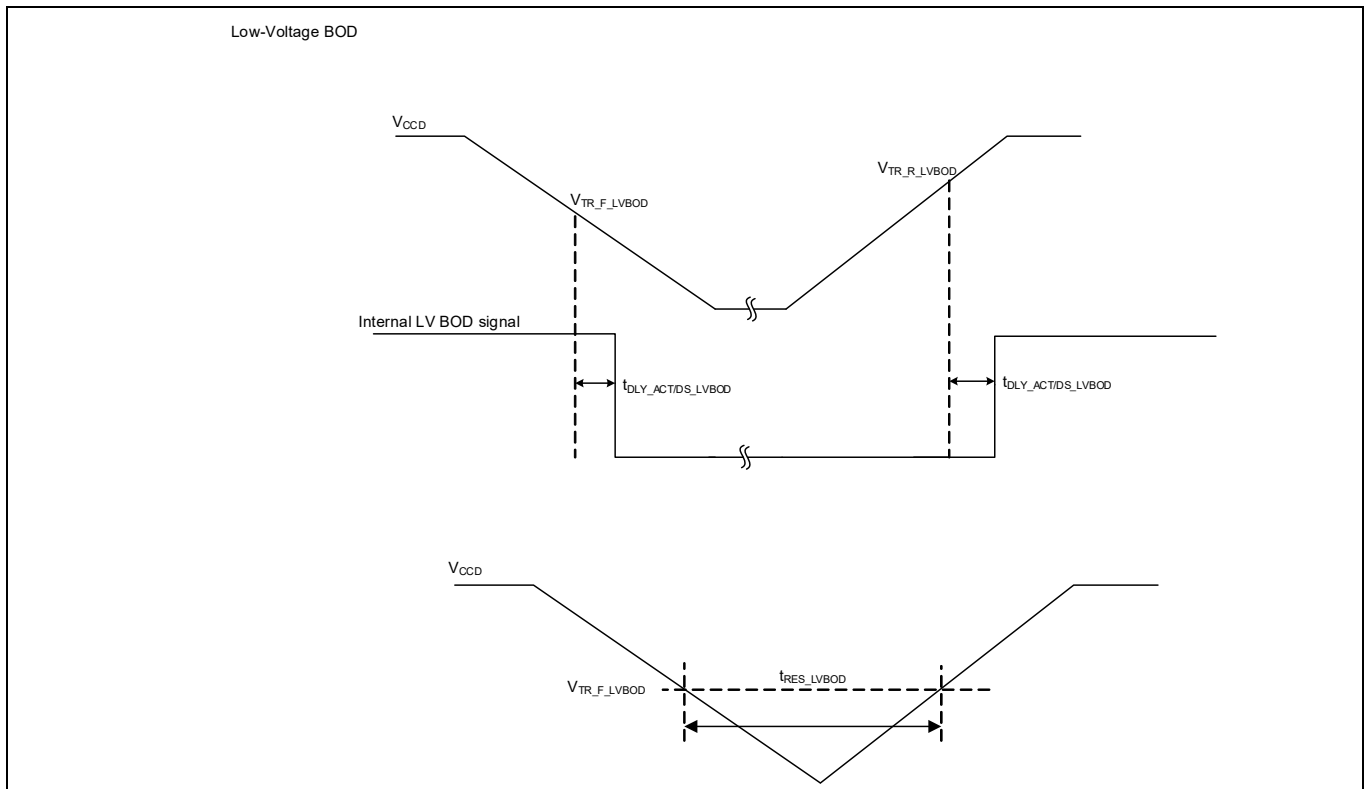 Low-Voltage BOD
VCCD
VTR_R_LVBOD
VTR_F_LVBOD
Internal LV BOD signal
tDLY_ACT/DS_LVBOD
tDLY_ACT/DS_LVBOD
VCCD
tRES_LVBOD
VTR_F_LVBOD